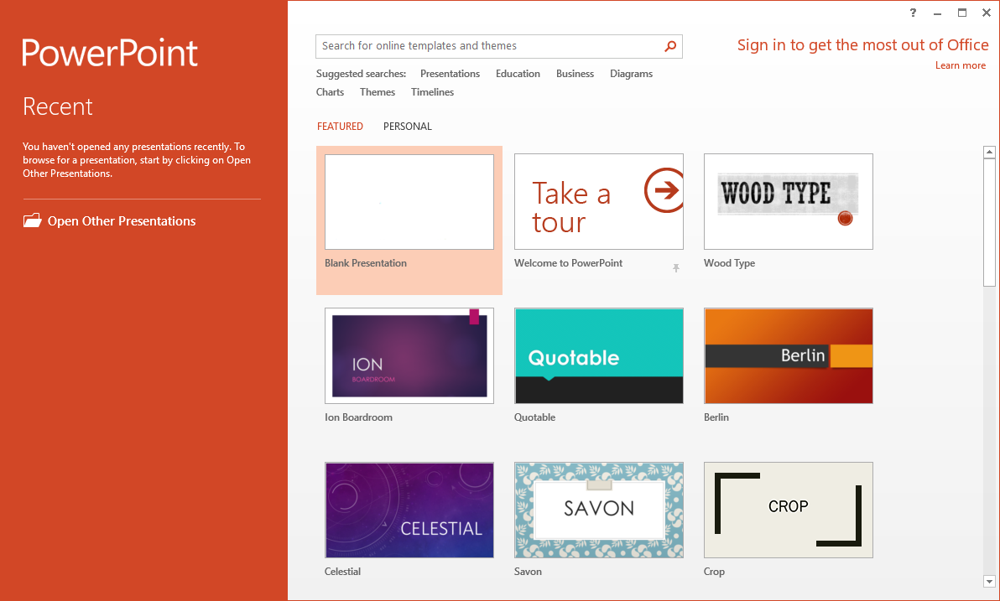 PowerPoint
Recent
You haven't opened any presentations recently. To
browse for a presentation, start by clicking on Open
Other Presentations.
Open Other Presentations
?
Search for online templates and themes
Sign in to get the most out of Office
Learn more
Suggested searches: Presentations Education Business Diagrams
Charts Themes Timelines
FEATURED PERSONAL
Take a
tour
WOOD TYPE
Blank Presentation Welcome to PowerPoint Wood Type
ION
BOARDROOM
Quotable
Berlin
Ion Boardroom Quotable Berlin
CELESTIAL
SAVON
CROP
Celestial Savon Crop